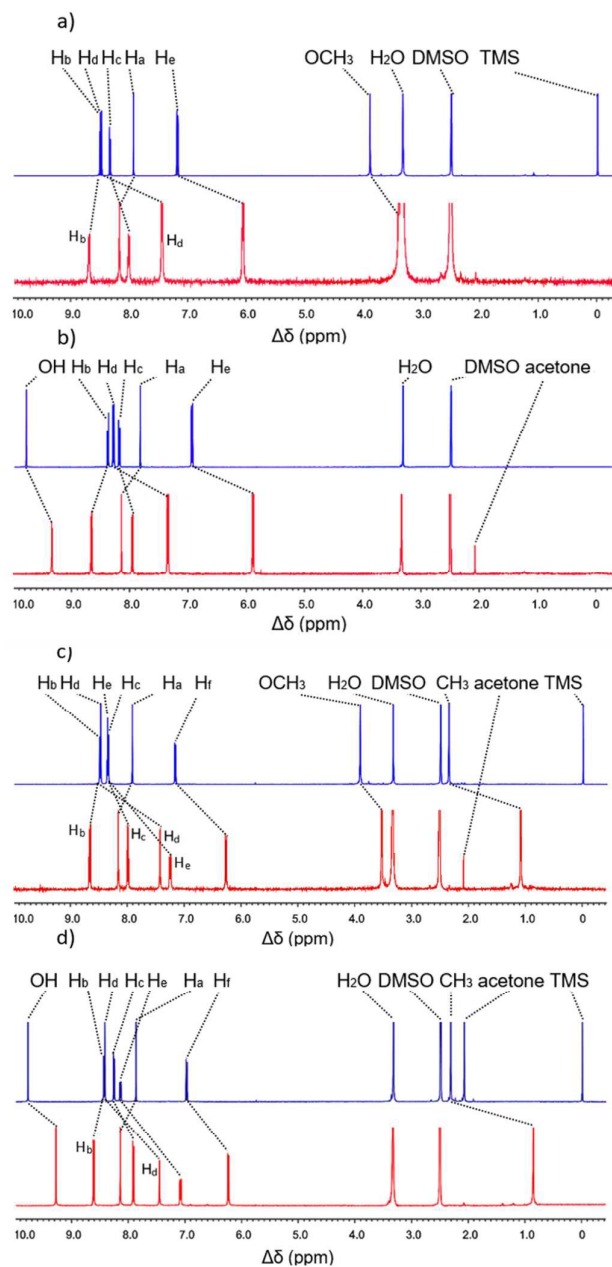 a)
Hb Hd Hc Ha He OCH3 H2O DMSO TMS
Hb Hd
10.0 9.0 8.0 7.0 6.0 5.0 4.0 3.0 2.0 1.0 0
Δδ (ppm)
b)
OH Hb Hd Hc Ha He H2O DMSO acetone
10.0 9.0 8.0 7.0 6.0 5.0 4.0 3.0 2.0 1.0 0
Δδ (ppm)
c)
Hb Hd He Hc Ha Hf OCH3 H2O DMSO CH3 acetone TMS
Hb Hc Hd He
10.0 9.0 8.0 7.0 6.0 5.0 4.0 3.0 2.0 1.0 0
Δδ (ppm)
d)
OH Hb Hd Hc He Ha Hf H2O DMSO CH3 acetone TMS
Hb Hd
10.0 9.0 8.0 7.0 6.0 5.0 4.0 3.0 2.0 1.0 0
Δδ (ppm)